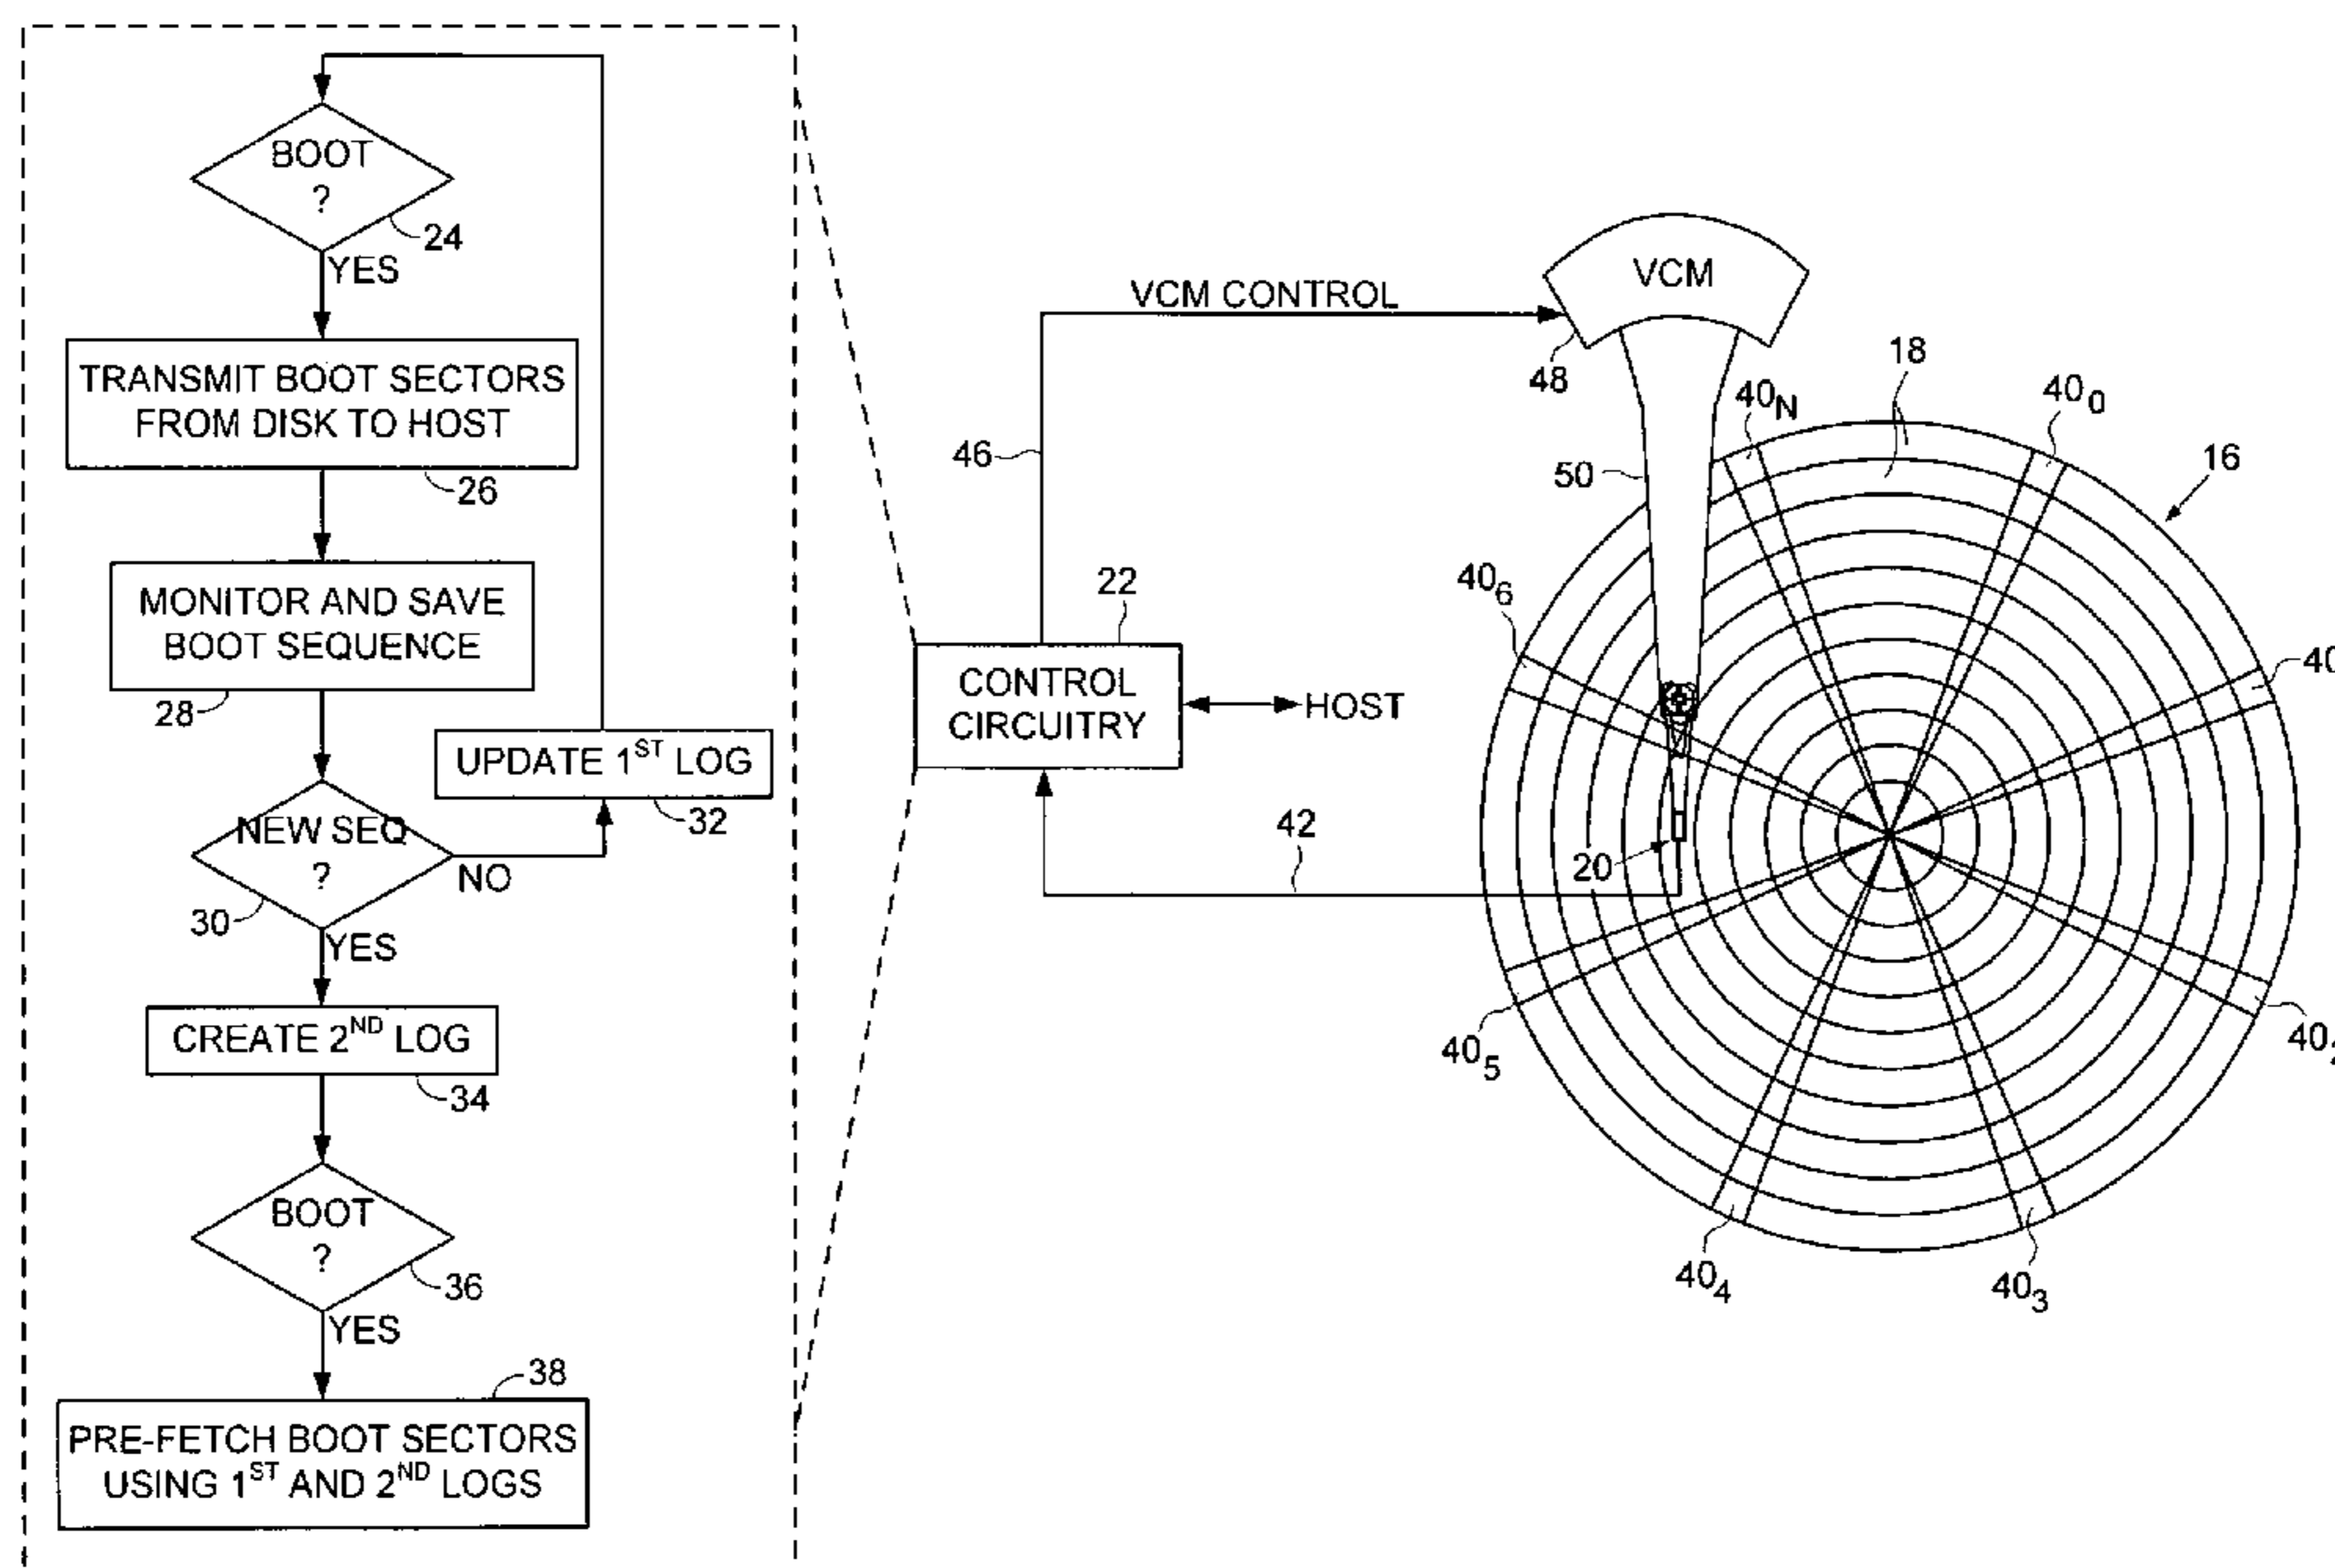 BOOT
?
24
YES
TRANSMIT BOOT SECTORS
FROM DISK TO HOST
26
MONITOR AND SAVE
BOOT SEQUENCE
28
UPDATE 1ST LOG
32
NEW SEQ
?
NO
30
YES
CREATE 2ND LOG
34
BOOT
?
36
YES
38
PRE-FETCH BOOT SECTORS
USING 1ST AND 2ND LOGS
VCM
VCM CONTROL
48
18
40N
400
46
50
16
406
22
40
CONTROL
CIRCUITRY
HOST
42
20
405
402
404
403